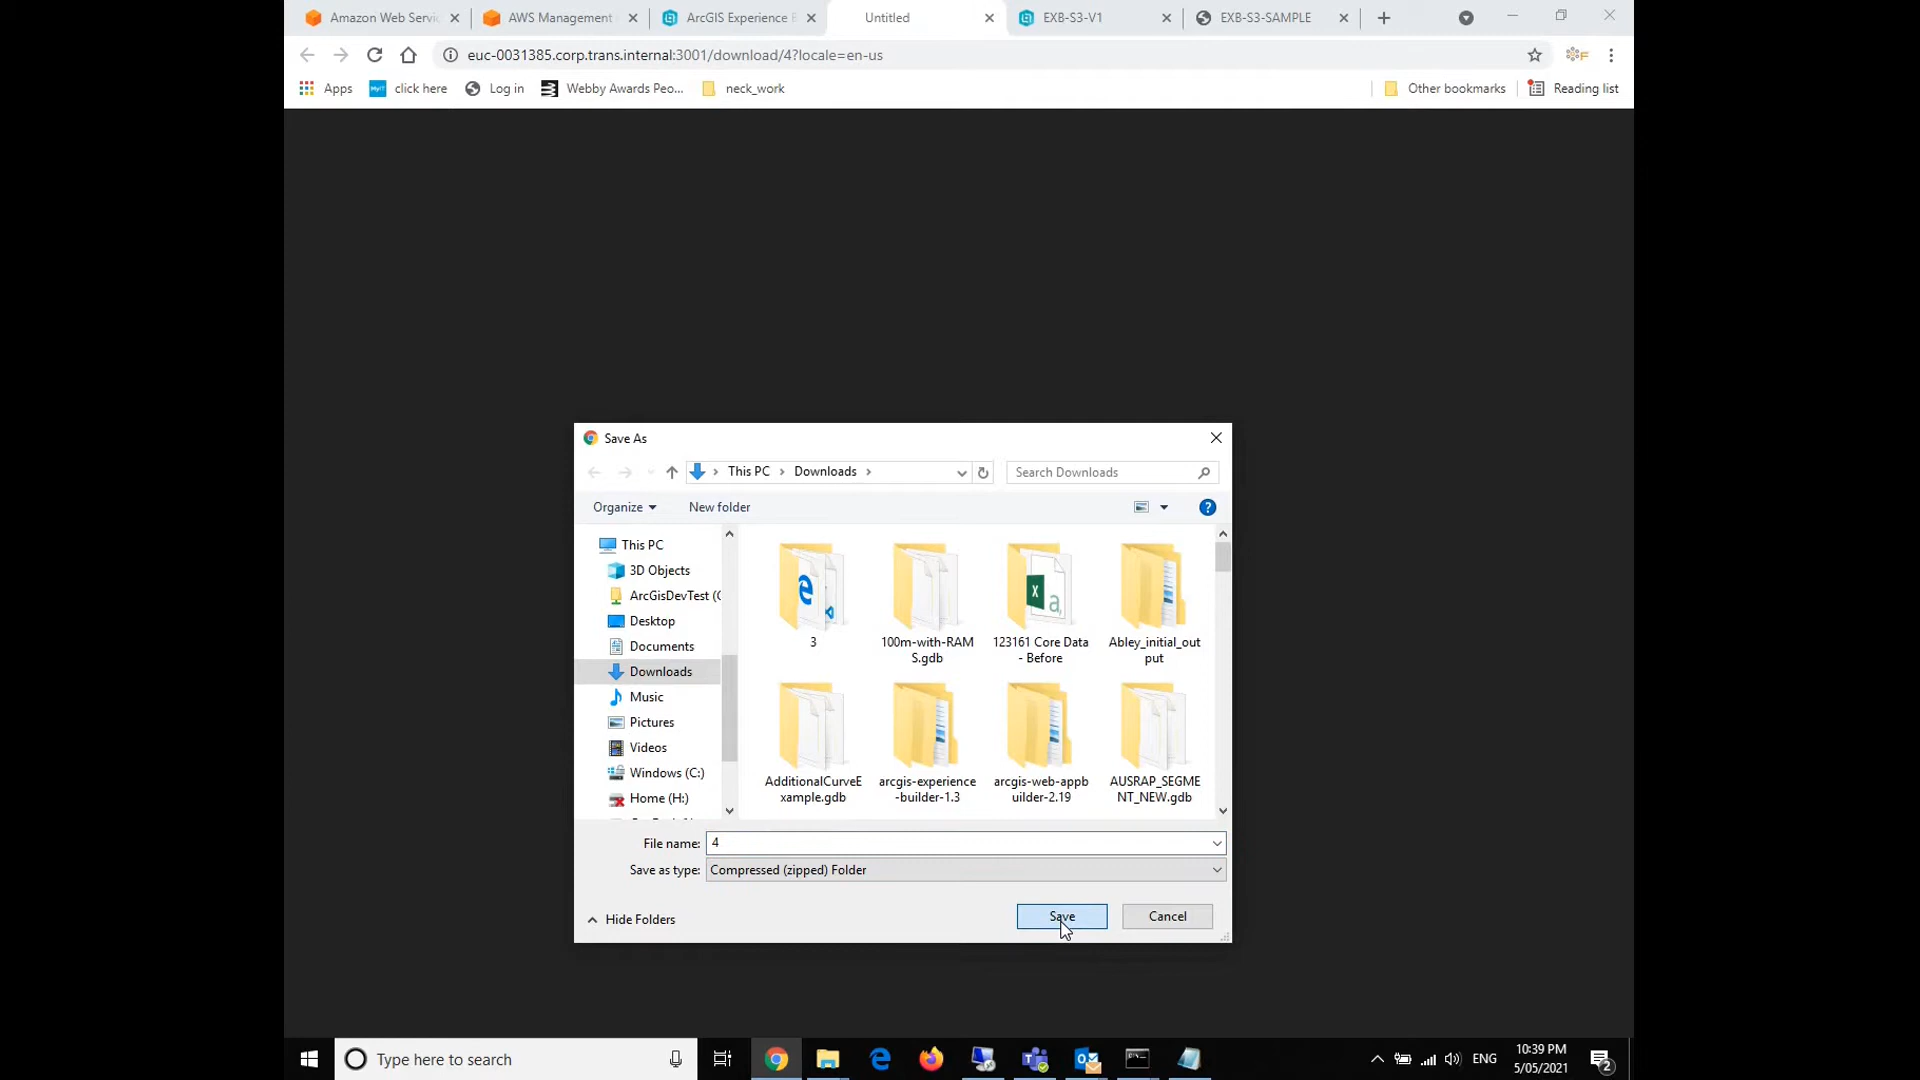 Amazon Web Servi
AWS Management
ArcGIS Experience
Untitled
EXB-S3-V1
EXB-S3-SAMPLE
euc-0031385.corp.trans.internal:3001/download/4?locale=en-us
Apps
click here
Log in
Webby Awards Peo...
neck_work
Other bookmarks
Reading list
Save As
This PC
Downloads
Search Downloads
Organize
New folder
This PC
3D Objects
ArcGisDevTest (
Desktop
Documents
Downloads
Music
Pictures
Videos
Windows (C:)
Home (H:)
3
100m-with-RAM
S.gdb
123161 Core Data
- Before
Abley_initial_out
put
AdditionalCurveE
xample.gdb
arcgis-experience
-builder-1.3
arcgis-web-appb
uilder-2.19
AUSRAP_SEGME
NT_NEW.gdb
File name: 4
Save as type: Compressed (zipped) Folder
Hide Folders
Save
Cancel
Type here to search
ENG
10:39 PM
5/05/2021
2